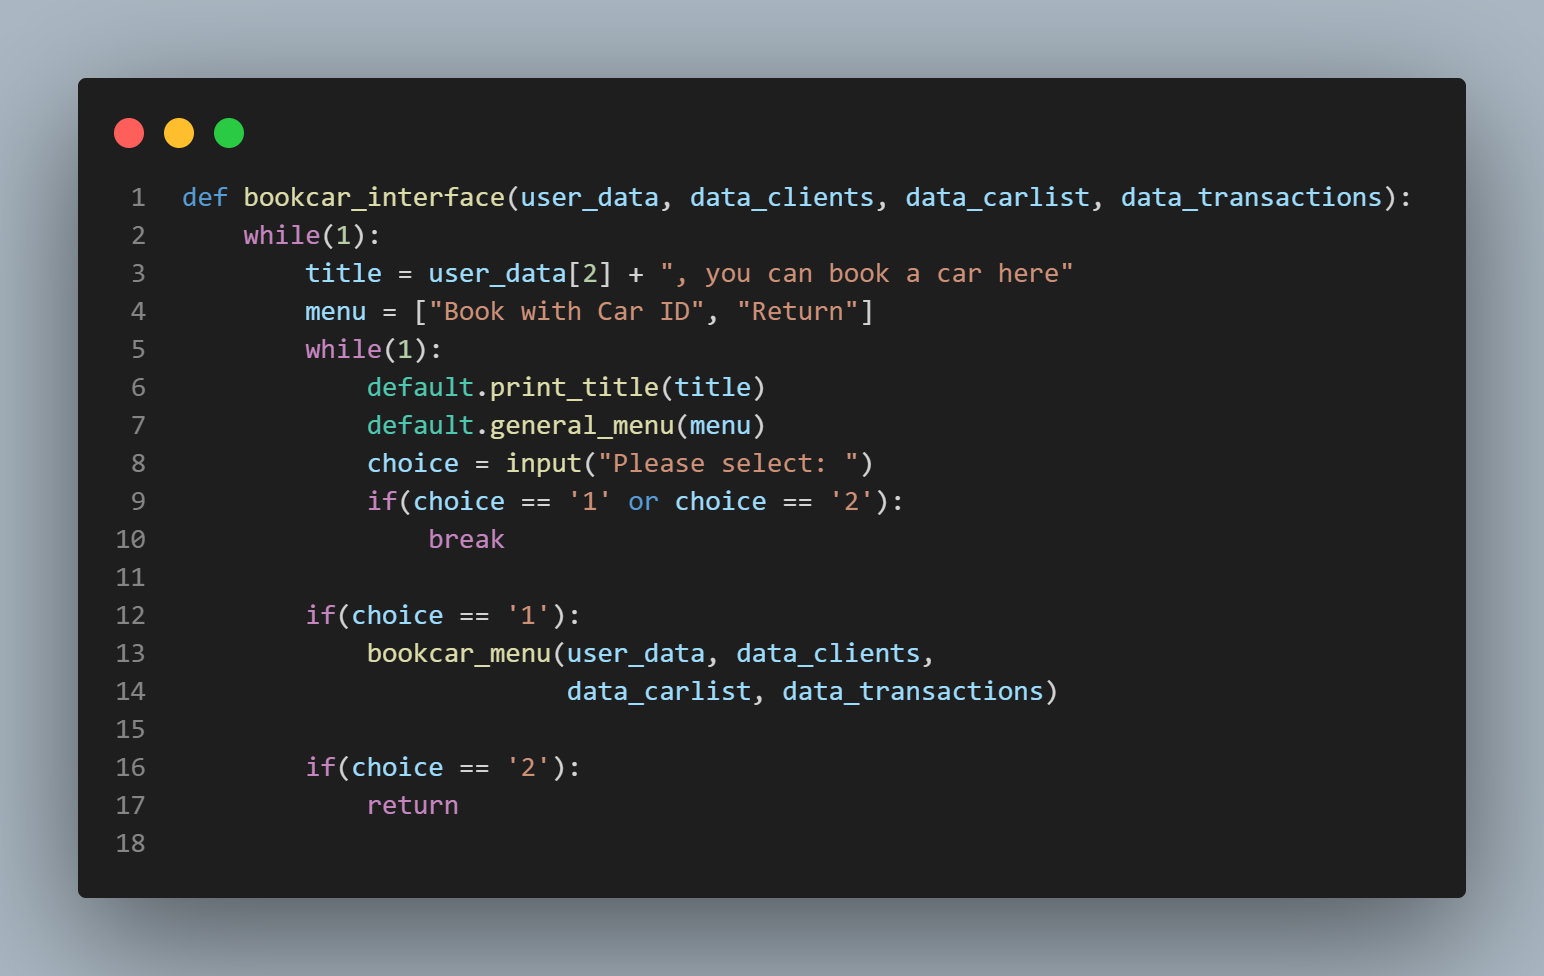 1 def bookcar_interface(user_data, data_clients, data_carlist, data_transactions):
2     while(1):
3         title = user_data[2] + ", you can book a car here"
4         menu = ["Book with Car ID", "Return"]
5         while(1):
6             default.print_title(title)
7             default.general_menu(menu)
8             choice = input("Please select: ")
9             if(choice == '1' or choice == '2'):
10                 break
11
12         if(choice == '1'):
13             bookcar_menu(user_data, data_clients,
14                          data_carlist, data_transactions)
15
16         if(choice == '2'):
17             return
18